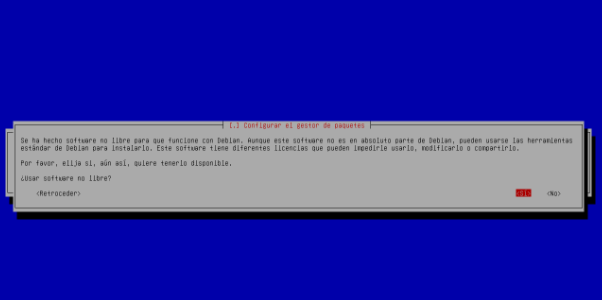 [.] Configurar el gestor de paquetes
Se ha hecho software no libre para que funcione con Debian. Aunque este software no es en absoluto parte de Debian, pueden usarse las herramientas
estándar de Debian para instalarlo. Este software tiene diferentes licencias que pueden impedirle usarlo, modificarlo o compartirlo.
Por favor, elija si, aún así, quiere tenerlo disponible.
¿Usar software no libre?
<Retroceder> <Sí> <No>